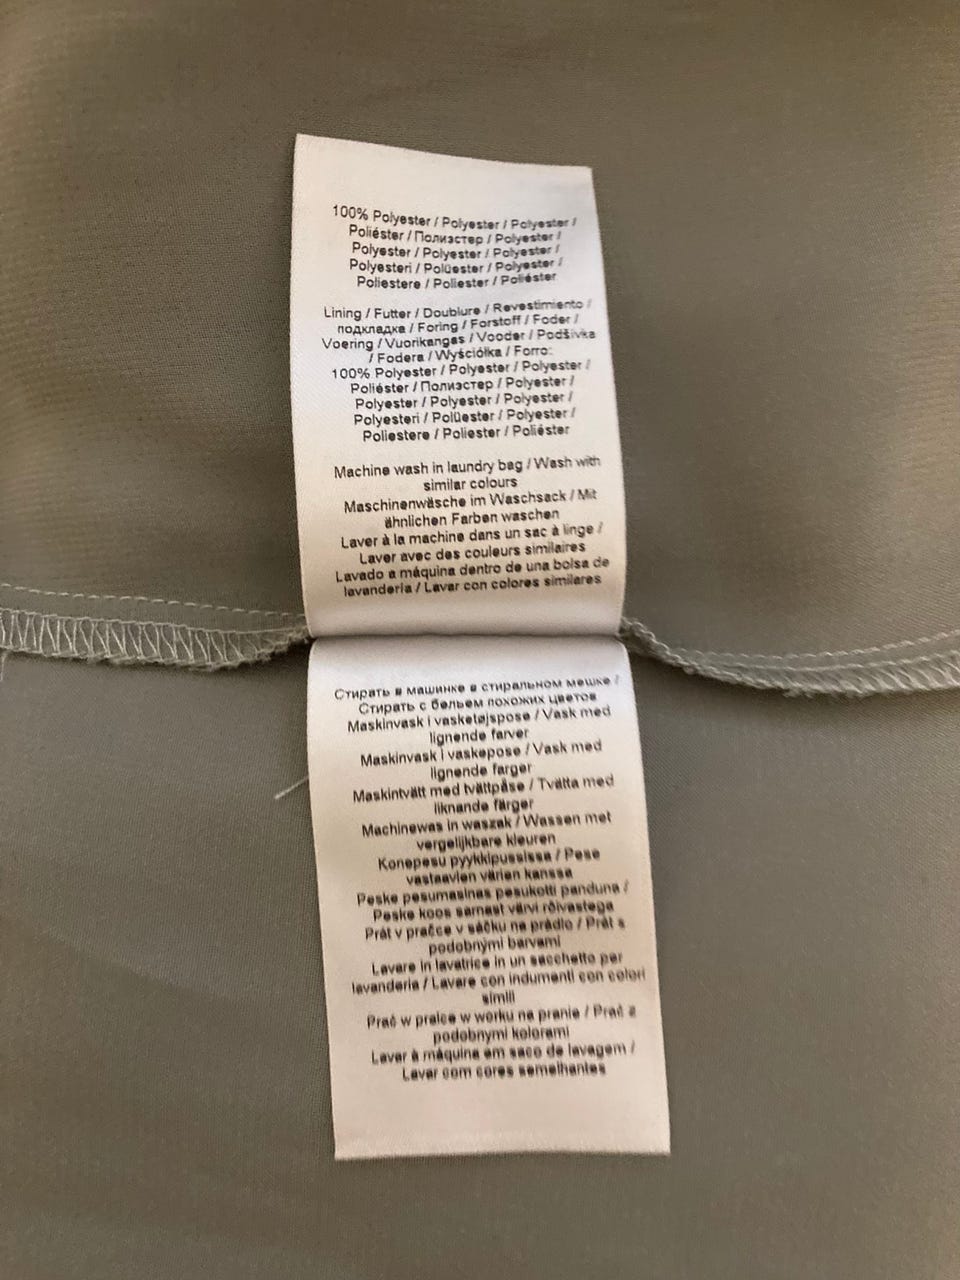 100% Polyester / Polyester / Polyester /
Poliéster / Полиэстер / Polyester /
Polyester / Polyester / Polyester /
Polyesteri / Polüester / Polyester /
Poliestere / Poliester / Poliéster
Lining / Futter / Doublure / Revestimiento /
подкладка / Foring / Forstoff / Foder /
Voering / Vuorikangas / Vooder / Podšívka
/ Fodera / Wyściółka / Forro:
100% Polyester / Polyester / Polyester /
Poliéster / Полиэстер / Polyester /
Polyester / Polyester / Polyester /
Polyesteri / Polüester / Polyester /
Poliestere / Poliester / Poliéster
Machine wash in laundry bag / Wash with
similar colours
Maschinenwäsche im Waschsack / Mit
ähnlichen Farben waschen
Laver à la machine dans un sac à linge /
Laver avec des couleurs similaires
Lavado a máquina dentro de una bolsa de
lavandería / Lavar con colores similares
Стирать в машинке в стиральном мешке /
Стирать с бельем похожих цветов
Maskinvask i vasketøjspose / Vask med
lignende farver
Maskinvask i vaskepose / Vask med
lignende farger
Maskintvätt med tvättpåse / Tvätta med
liknande färger
Machinewas in waszak / Wassen met
vergelijkbare kleuren
Konepesu pyykkipussissa / Pese
vastaavien värien kanssa
Peske pesumasinas pesukotti panduna /
Peske koos samast värvi rõivastega
Prát v pračce v sáčku na prádlo / Prát s
podobnými barvami
Lavare in lavatrice in un sacchetto per
lavanderia / Lavare con indumenti con colori
simili
Prać w pralce w worku na pranie / Prać z
podobnymi kolorami
Lavar à máquina em saco de lavagem /
Lavar com cores semelhantes